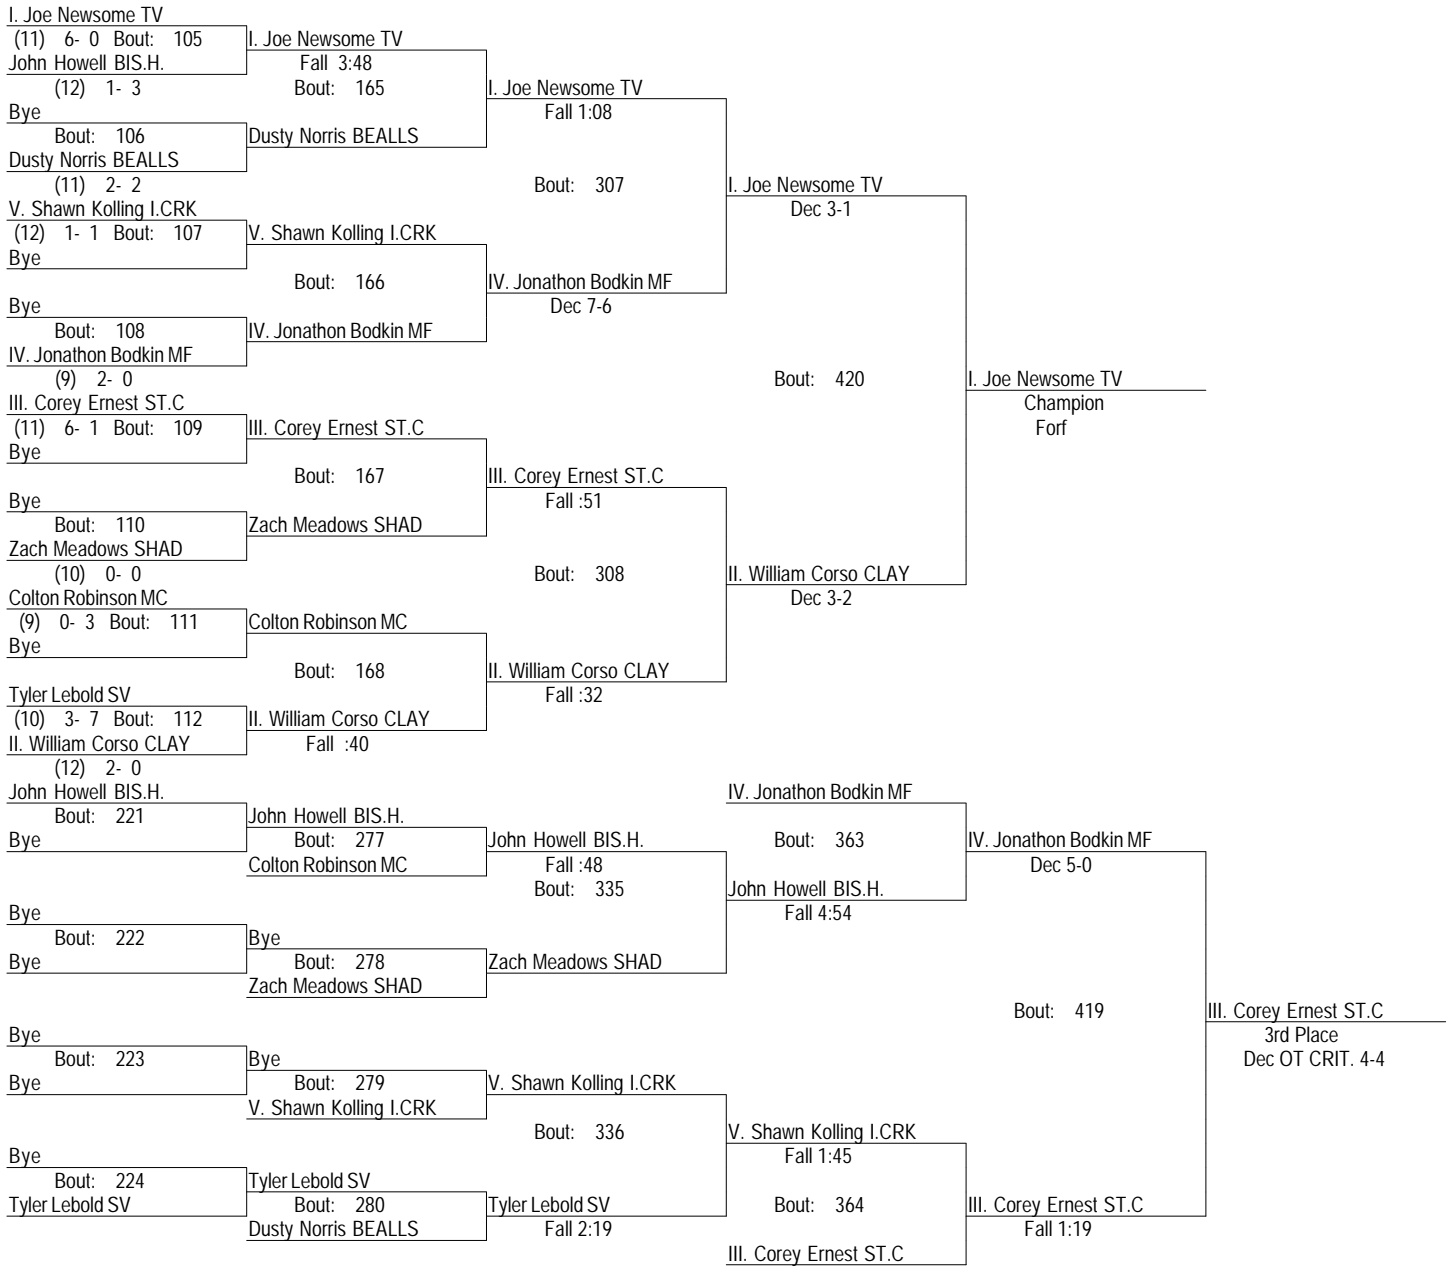 I. Joe Newsome TV
(11) 6- 0 Bout: 105 I. Joe Newsome TV
John Howell BIS.H. Fall 3:48
(12) 1- 3 Bout: 165 I. Joe Newsome TV
Bye Fall 1:08
Bout: 106 Dusty Norris BEALLS
Dusty Norris BEALLS
(11) 2- 2 Bout: 307 I. Joe Newsome TV
V. Shawn Kolling I.CRK Dec 3-1
(12) 1- 1 Bout: 107 V. Shawn Kolling I.CRK
Bye
Bout: 166 IV. Jonathon Bodkin MF
Bye Dec 7-6
Bout: 108 IV. Jonathon Bodkin MF
IV. Jonathon Bodkin MF
(9) 2- 0 Bout: 420 I. Joe Newsome TV
III. Corey Ernest ST.C Champion
(11) 6- 1 Bout: 109 III. Corey Ernest ST.C Forf
Bye
Bout: 167 III. Corey Ernest ST.C
Bye Fall :51
Bout: 110 Zach Meadows SHAD
Zach Meadows SHAD
(10) 0- 0 Bout: 308 II. William Corso CLAY
Colton Robinson MC Dec 3-2
(9) 0- 3 Bout: 111 Colton Robinson MC
Bye
Bout: 168 II. William Corso CLAY
Tyler Lebold SV Fall :32
(10) 3- 7 Bout: 112 II. William Corso CLAY
II. William Corso CLAY Fall :40
(12) 2- 0
John Howell BIS.H. IV. Jonathon Bodkin MF
Bout: 221 John Howell BIS.H.
Bye Bout: 277 John Howell BIS.H. Bout: 363 IV. Jonathon Bodkin MF
Colton Robinson MC Fall :48 Dec 5-0
Bout: 335 John Howell BIS.H.
Bye Fall 4:54
Bout: 222 Bye
Bye Bout: 278 Zach Meadows SHAD
Zach Meadows SHAD
Bout: 419 III. Corey Ernest ST.C
Bye 3rd Place
Bout: 223 Bye Dec OT CRIT. 4-4
Bye Bout: 279 V. Shawn Kolling I.CRK
V. Shawn Kolling I.CRK
Bout: 336 V. Shawn Kolling I.CRK
Bye Fall 1:45
Bout: 224 Tyler Lebold SV
Tyler Lebold SV Bout: 280 Tyler Lebold SV Bout: 364 III. Corey Ernest ST.C
Dusty Norris BEALLS Fall 2:19 Fall 1:19
III. Corey Ernest ST.C